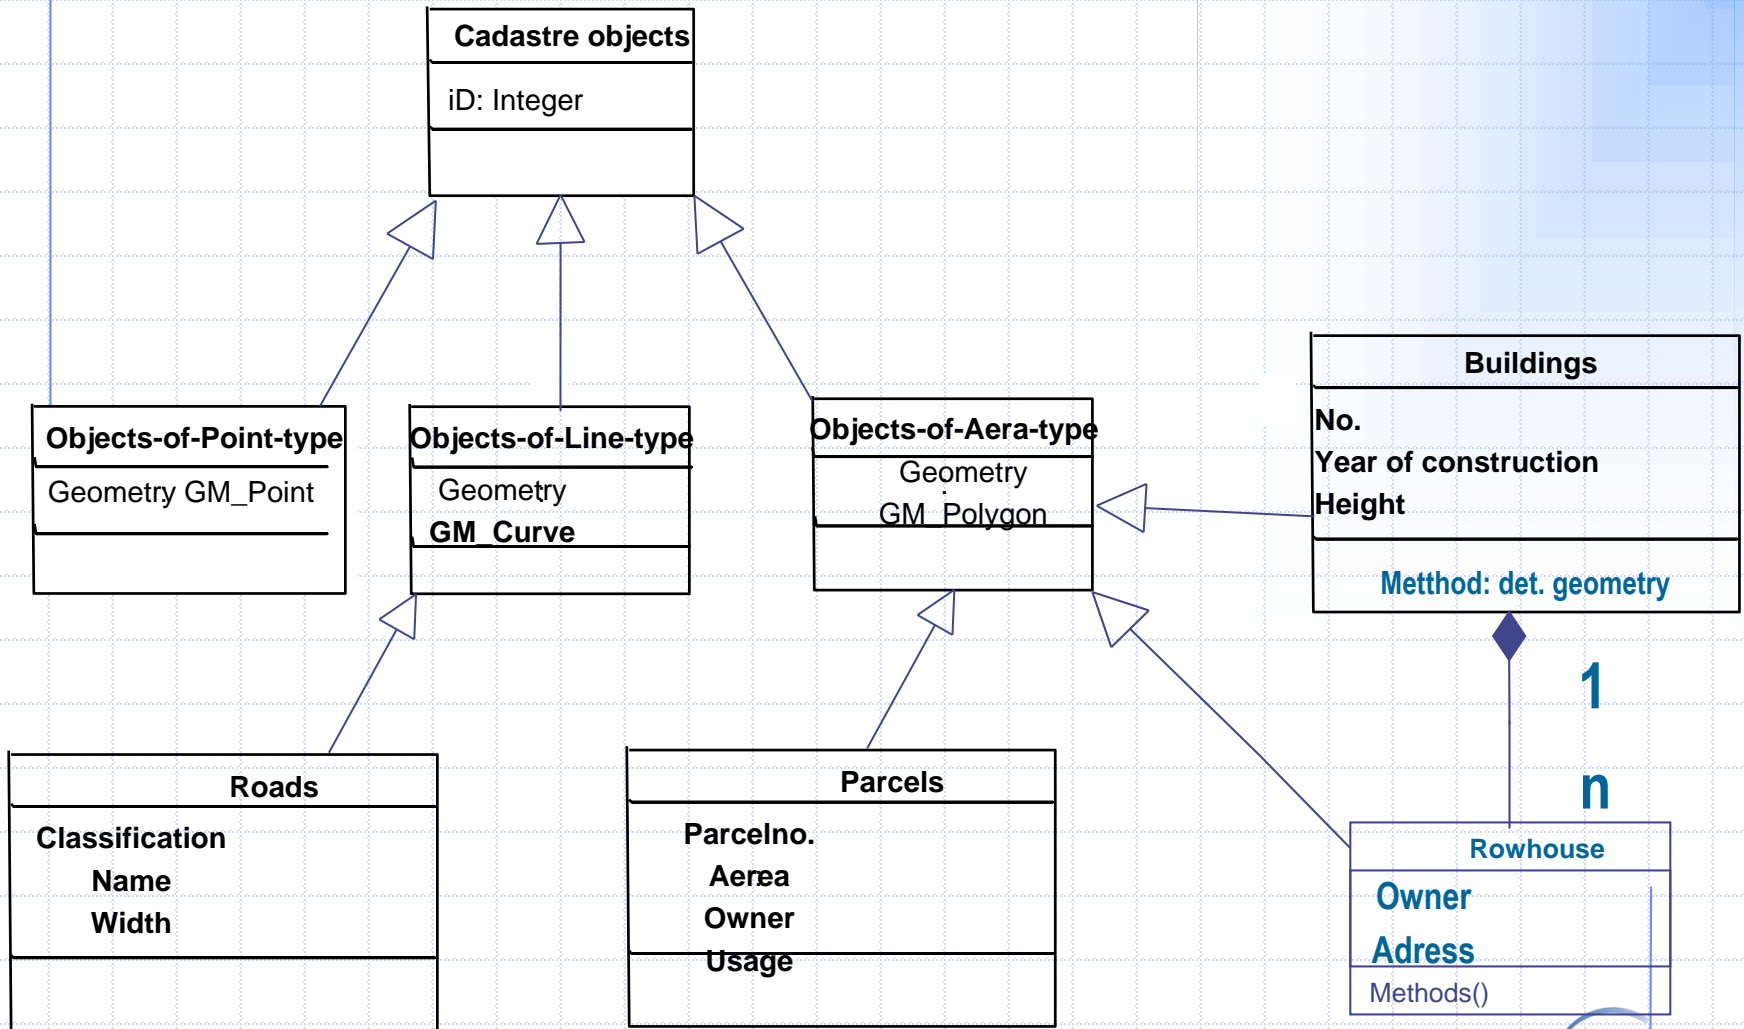 Cadastre objects
iD: Integer
Objects-of-Point-type
Geometry GM_Point
Objects-of-Line-type
Geometry
GM_Curve
Objects-of-Aera-type
Geometry
:
GM_Polygon
Buildings
No.
Year of construction
Height
Metthod: det. geometry
1
n
Roads
Classification
Name
Width
Parcels
Parcelno.
Aerea
Owner
Usage
Rowhouse
Owner
Adress
Methods()